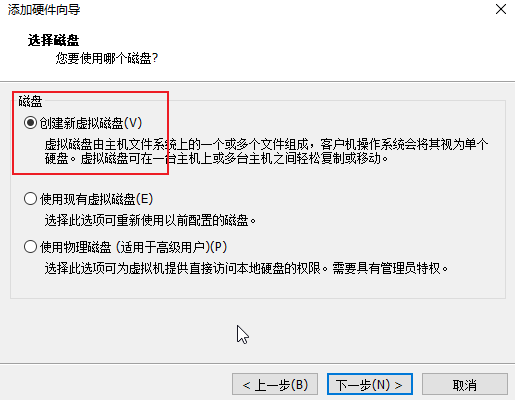 添加硬件向导
选择磁盘
您要使用哪个磁盘?
磁盘
创建新虚拟磁盘(V)
虚拟磁盘由主机文件系统上的一个或多个文件组成，客户机操作系统会将其视为单个
硬盘。虚拟磁盘可在一台主机上或多台主机之间轻松复制或移动。
使用现有虚拟磁盘(E)
选择此选项可重新使用以前配置的磁盘。
使用物理磁盘 (适用于高级用户)(P)
选择此选项可为虚拟机提供直接访问本地硬盘的权限。需要具有管理员特权。
< 上一步(B)
下一步(N) >
取消